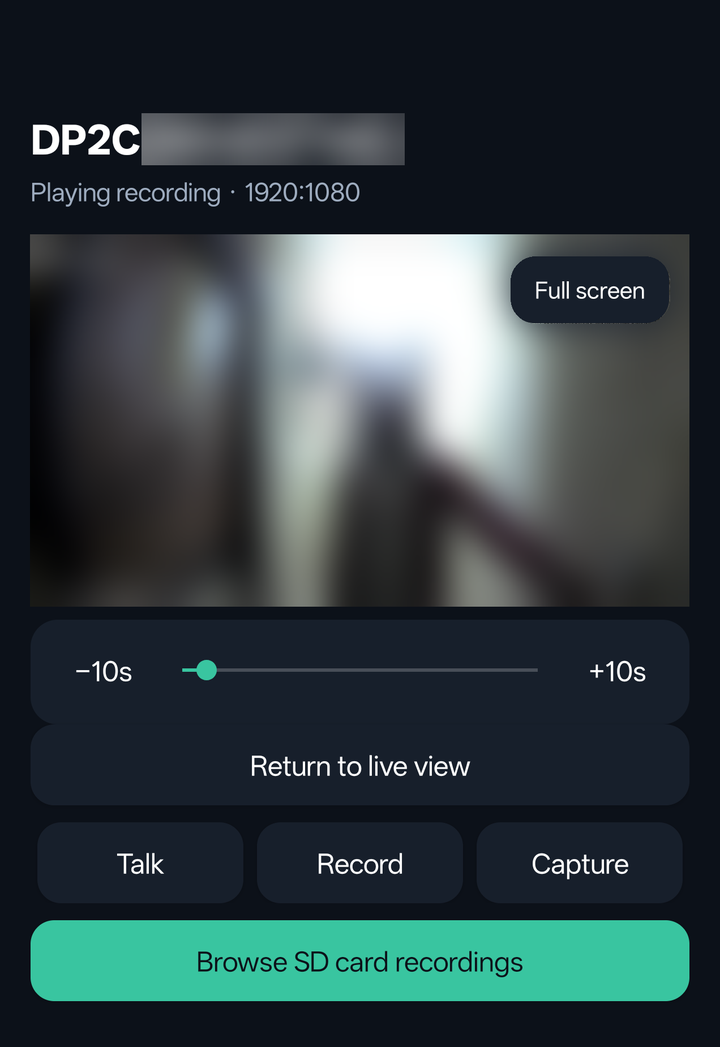 DP2C
Playing recording · 1920:1080
Full screen
−10s +10s
Return to live view
Talk Record Capture
Browse SD card recordings